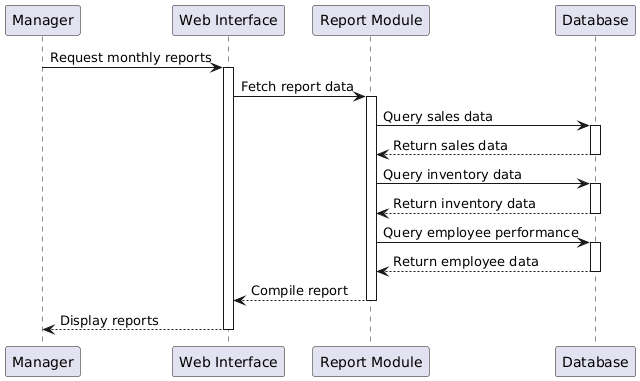 Manager Web Interface Report Module Database
Request monthly reports
Fetch report data
Query sales data
Return sales data
Query inventory data
Return inventory data
Query employee performance
Return employee data
Compile report
Display reports
Manager Web Interface Report Module Database